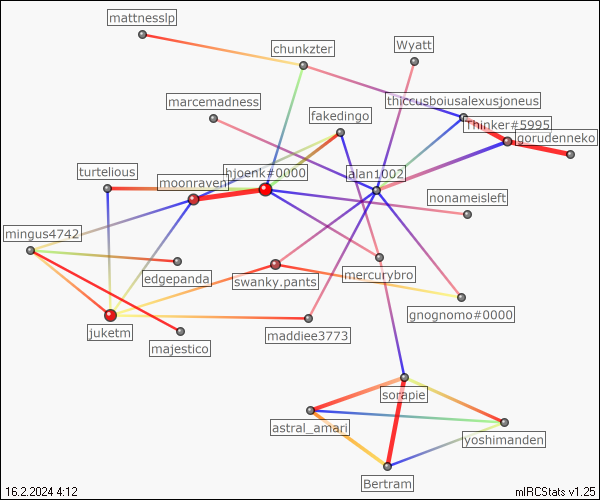 mattnesslp
chunkzter
Wyatt
marcemadness
thiccusboiusalexusjoneus
fakedingo
Thinker#5995
gorudenneko
turtelious
moonraven
hjoenk#0000
alan1002
nonameisleft
mingus4742
edgepanda
swanky.pants
mercurybro
gnognomo#0000
juketm
majestico
maddiee3773
sorapie
astral_amari
yoshimanden
Bertram
16.2.2024 4:12
mIRCStats v1.25